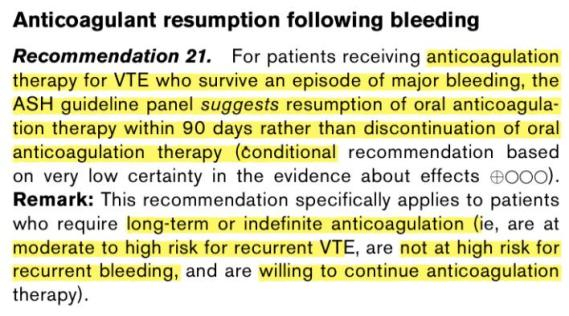 Anticoagulant resumption following bleeding
Recommendation 21. For patients receiving anticoagulation
therapy for VTE who survive an episode of major bleeding, the
ASH guideline panel suggests resumption of oral anticoagula-
tion therapy within 90 days rather than discontinuation of oral
anticoagulation therapy (conditional recommendation based
on very low certainty in the evidence about effects ⊕○○○).
Remark: This recommendation specifically applies to patients
who require long-term or indefinite anticoagulation (ie, are at
moderate to high risk for recurrent VTE, are not at high risk for
recurrent bleeding, and are willing to continue anticoagulation
therapy).